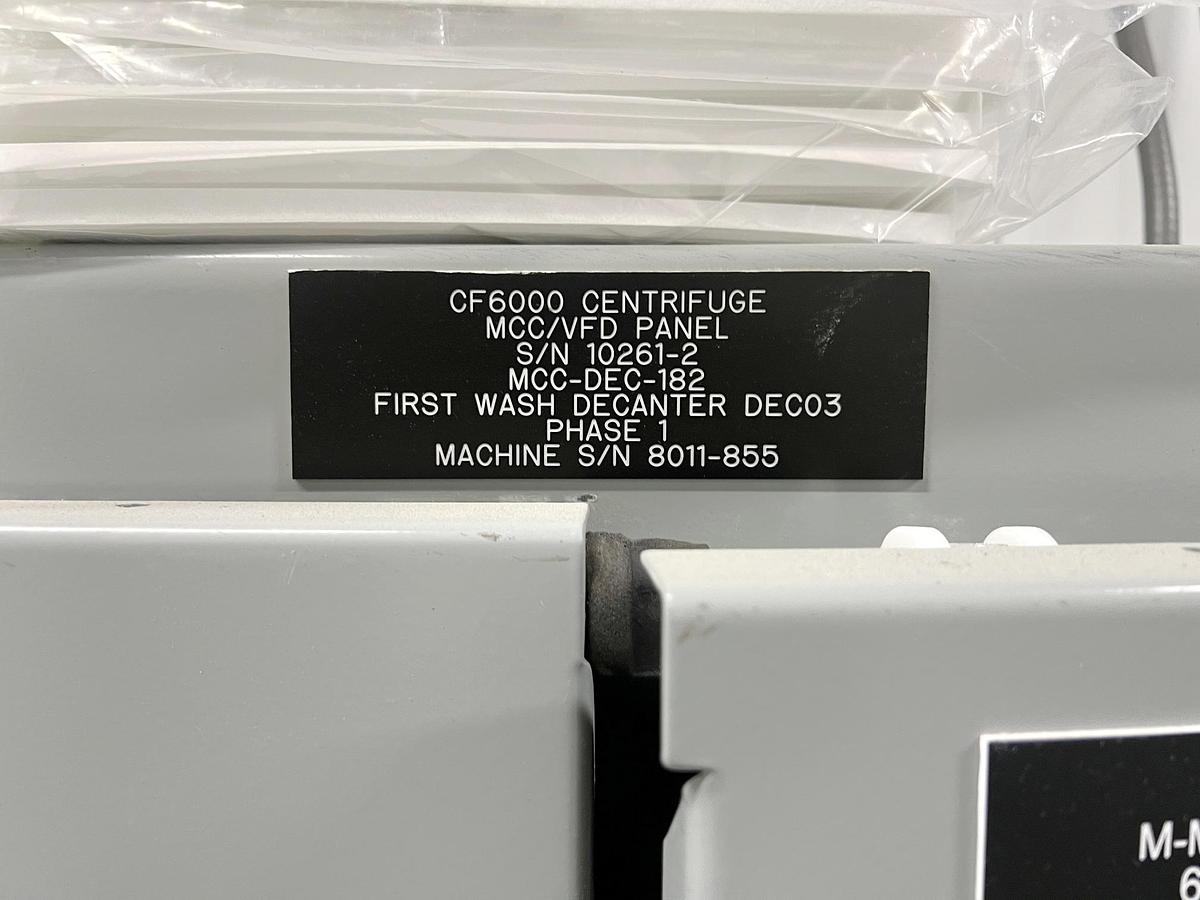 CF6000 CENTRIFUGE
MCC/VFD PANEL
S/N 10261-2
MCC-DEC-182
FIRST WASH DECANTER DEC03
PHASE 1
MACHINE S/N 8011-855